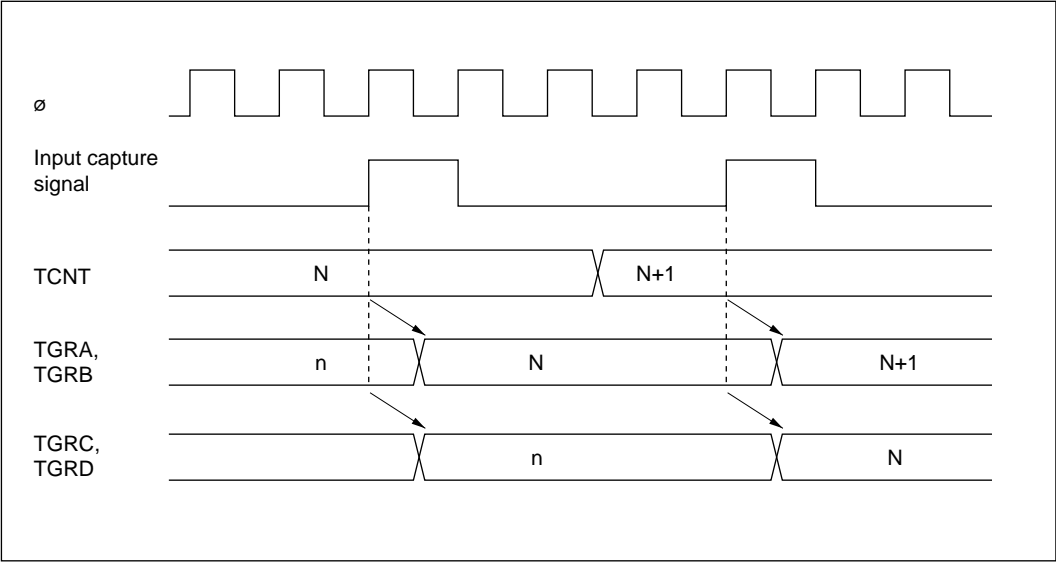 ø
Input capture
signal
TCNT
N
N+1
TGRA,
TGRB
n
N
N+1
TGRC,
TGRD
n
N